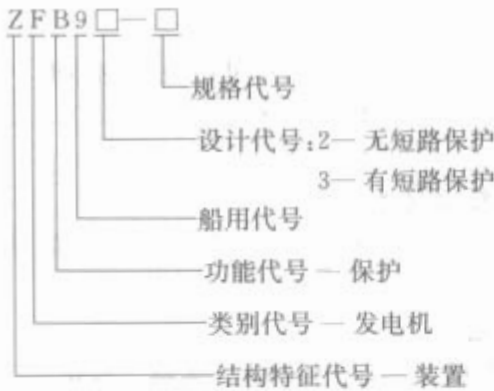 ZFB9□—□
规格代号
设计代号:2—无短路保护
3—有短路保护
船用代号
功能代号—保护
类别代号—发电机
结构特征代号—装置